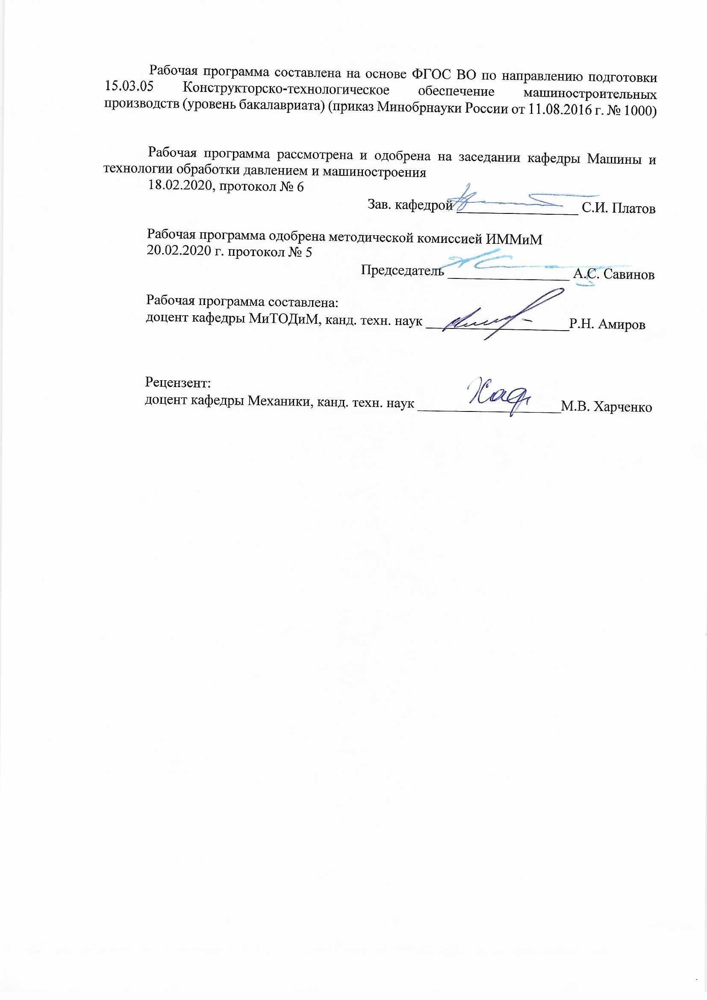 Рабочая программа составлена на основе ФГОС ВО по направлению подготовки
15.03.05 Конструкторско-технологическое обеспечение машиностроительных
производств (уровень бакалавриата) (приказ Минобрнауки России от 11.08.2016 г. № 1000)
Рабочая программа рассмотрена и одобрена на заседании кафедры Машины и
технологии обработки давлением и машиностроения
18.02.2020, протокол № 6
Зав. кафедрой _________________ С.И. Платов
Рабочая программа одобрена методической комиссией ИММиМ
20.02.2020 г. протокол № 5
Председатель _________________ А.С. Савинов
Рабочая программа составлена:
доцент кафедры МиТОДиМ, канд. техн. наук ____________________Р.Н. Амиров
Рецензент:
доцент кафедры Механики, канд. техн. наук ____________________М.В. Харченко